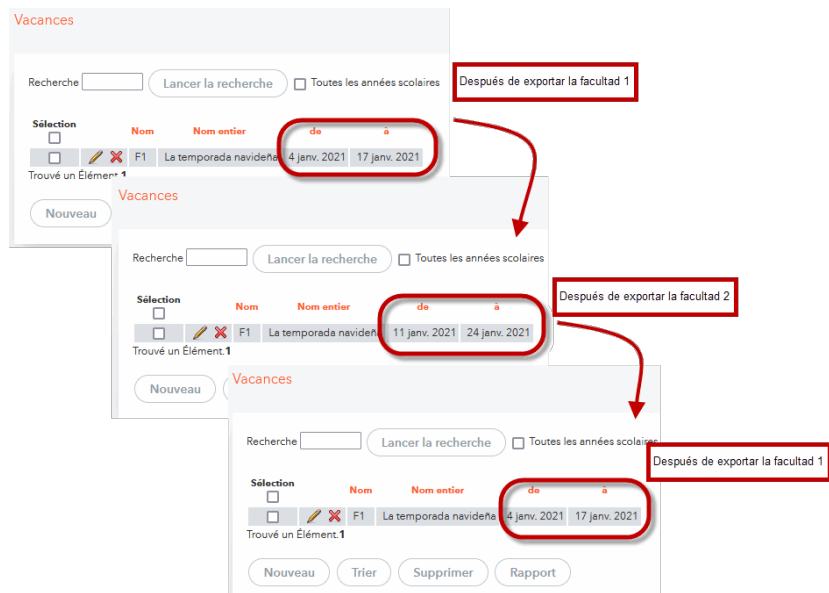 Vacances
Recherche Lancer la recherche Toutes les années scolaires
Después de exportar la facultad 1
Sélection
Nom Nom entier de à
F1 La temporada navideña 4 janv. 2021 17 janv. 2021
Trouvé un Élément.1
Nouveau
Vacances
Recherche Lancer la recherche Toutes les années scolaires
Después de exportar la facultad 2
Sélection
Nom Nom entier de à
F1 La temporada navideña 11 janv. 2021 24 janv. 2021
Trouvé un Élément.1
Nouveau
Vacances
Recherche Lancer la recherche Toutes les années scolaires
Después de exportar la facultad 1
Sélection
Nom Nom entier de à
F1 La temporada navideña 4 janv. 2021 17 janv. 2021
Trouvé un Élément.1
Nouveau Trier Supprimer Rapport